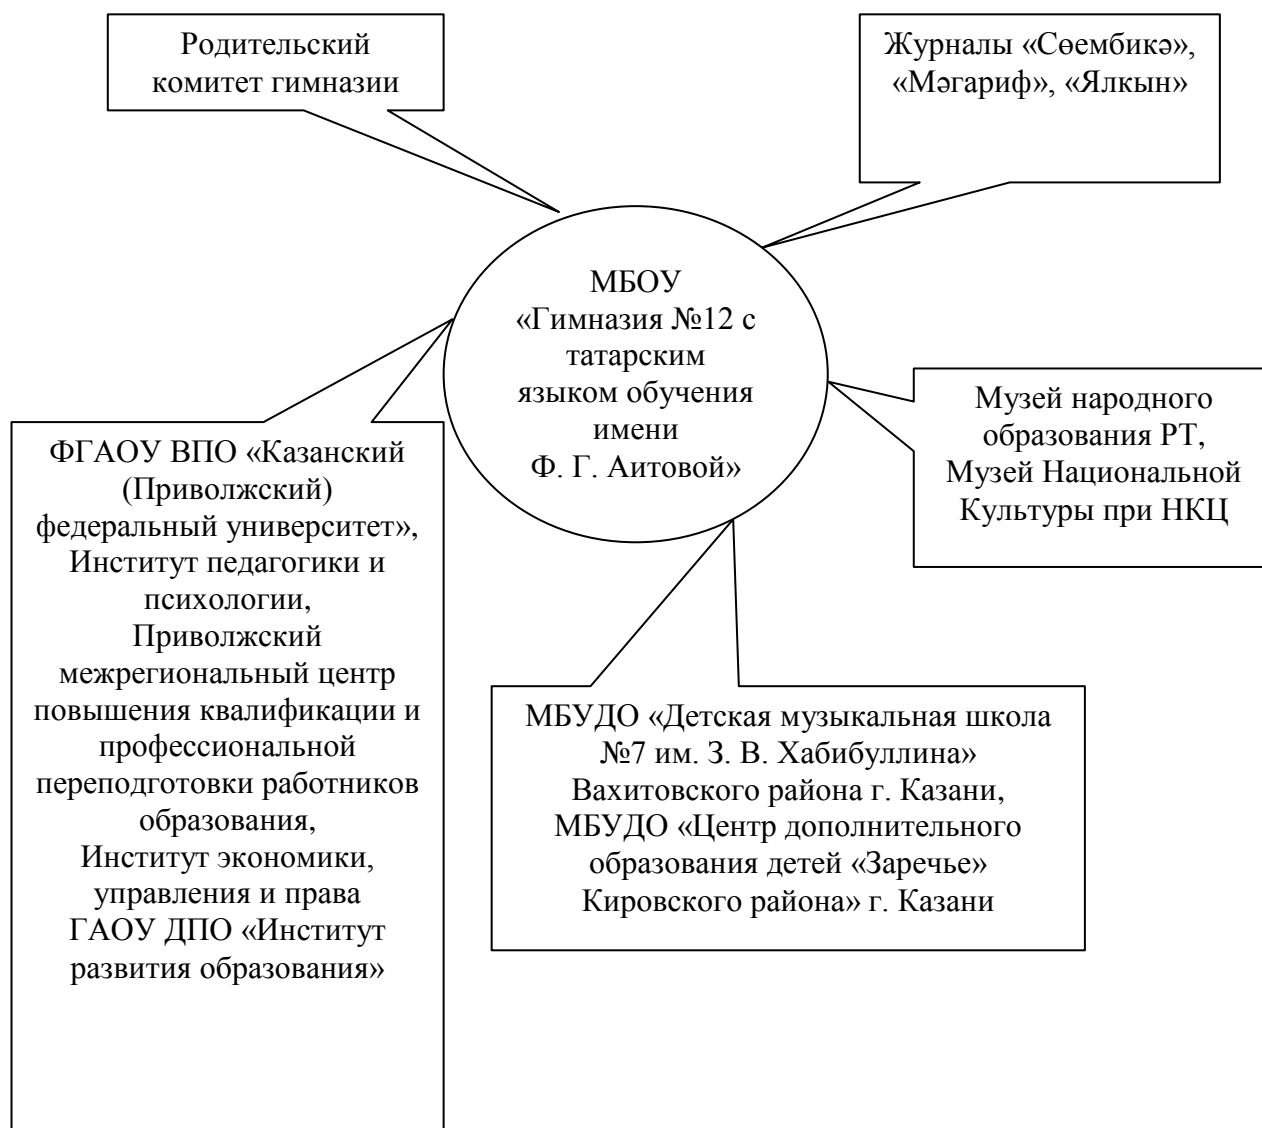 Родительский
комитет гимназии
Журналы «Сөембикә»,
«Мәгариф», «Ялкын»
МБОУ
«Гимназия №12 с
татарским
языком обучения
имени
Ф. Г. Аитовой»
Музей народного
образования РТ,
Музей Национальной
Культуры при НКЦ
ФГАОУ ВПО «Казанский
(Приволжский)
федеральный университет»,
Институт педагогики и
психологии,
Приволжский
межрегиональный центр
повышения квалификации и
профессиональной
переподготовки работников
образования,
Институт экономики,
управления и права
ГАОУ ДПО «Институт
развития образования»
МБУДО «Детская музыкальная школа
№7 им. З. В. Хабибуллина»
Вахитовского района г. Казани,
МБУДО «Центр дополнительного
образования детей «Заречье»
Кировского района» г. Казани